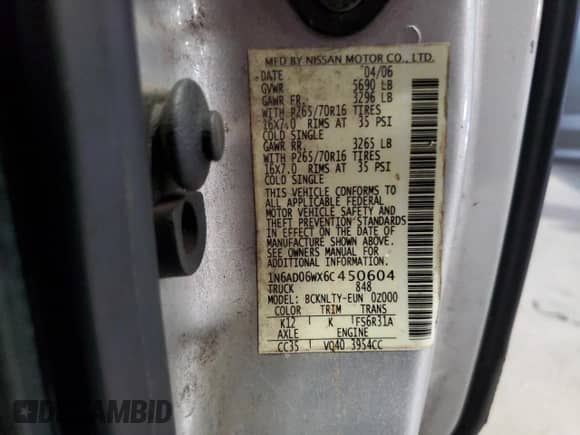 MFD BY NISSAN MOTOR CO., LTD.
DATE 04/06
GVWR 5690 LB
GAWR FR. 3296 LB
WITH P265/70R16 TIRES
16X7.0 RIMS AT 35 PSI
COLD SINGLE
GAWR RR. 3265 LB
WITH P265/70R16 TIRES
16X7.0 RIMS AT 35 PSI
COLD SINGLE
THIS VEHICLE CONFORMS TO
ALL APPLICABLE FEDERAL
MOTOR VEHICLE SAFETY AND
THEFT PREVENTION STANDARDS
IN EFFECT ON THE DATE OF
MANUFACTURE SHOWN ABOVE.
SEE OWNERS MANUAL FOR
ADDITIONAL INFORMATION.
1N6AD06WX6C450604
TRUCK 848
MODEL: BCKNLTY-EUN 0Z000
COLOR TRIM TRANS
K12 K FS6R31A
AXLE ENGINE
CC35 VQ40 3954CC
BIDAMBID